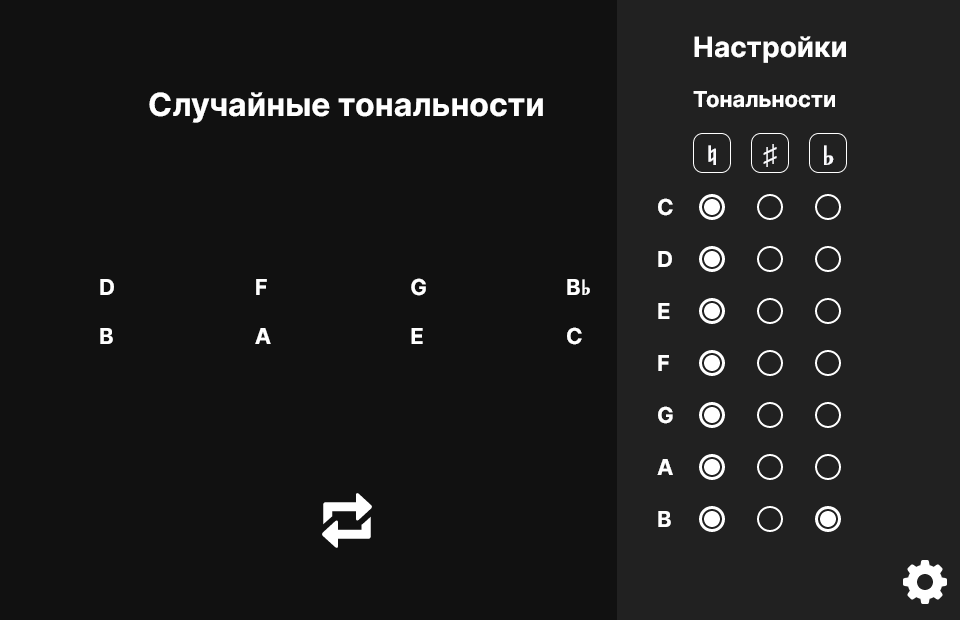 Случайные тональности
D F G B♭
B A E C
Настройки
Тональности
♮ ♯ ♭
C
D
E
F
G
A
B